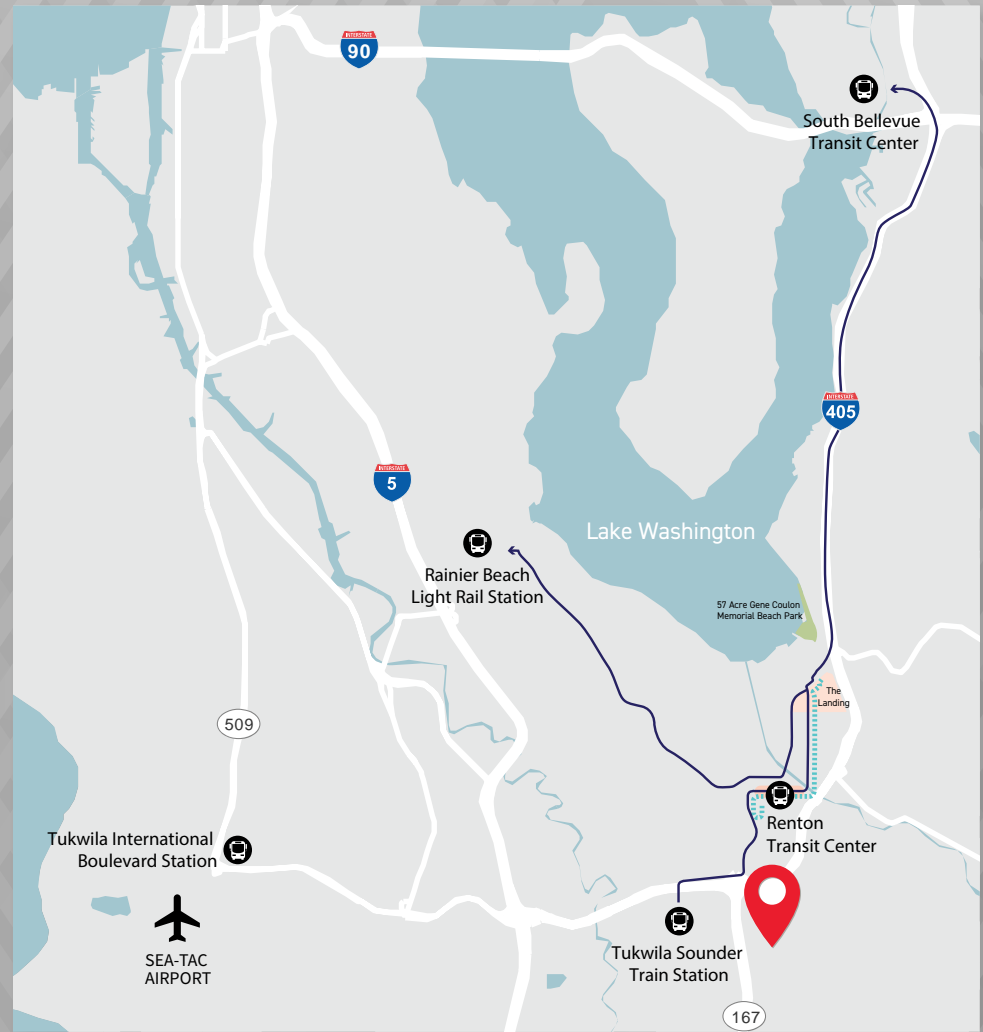 INTERSTATE
90
South Bellevue
Transit Center
INTERSTATE
405
INTERSTATE
5
Lake Washington
Rainier Beach
Light Rail Station
57 Acre Gene Coulon
Memorial Beach Park
The
Landing
509
Renton
Transit Center
Tukwila International
Boulevard Station
SEA-TAC
AIRPORT
Tukwila Sounder
Train Station
167